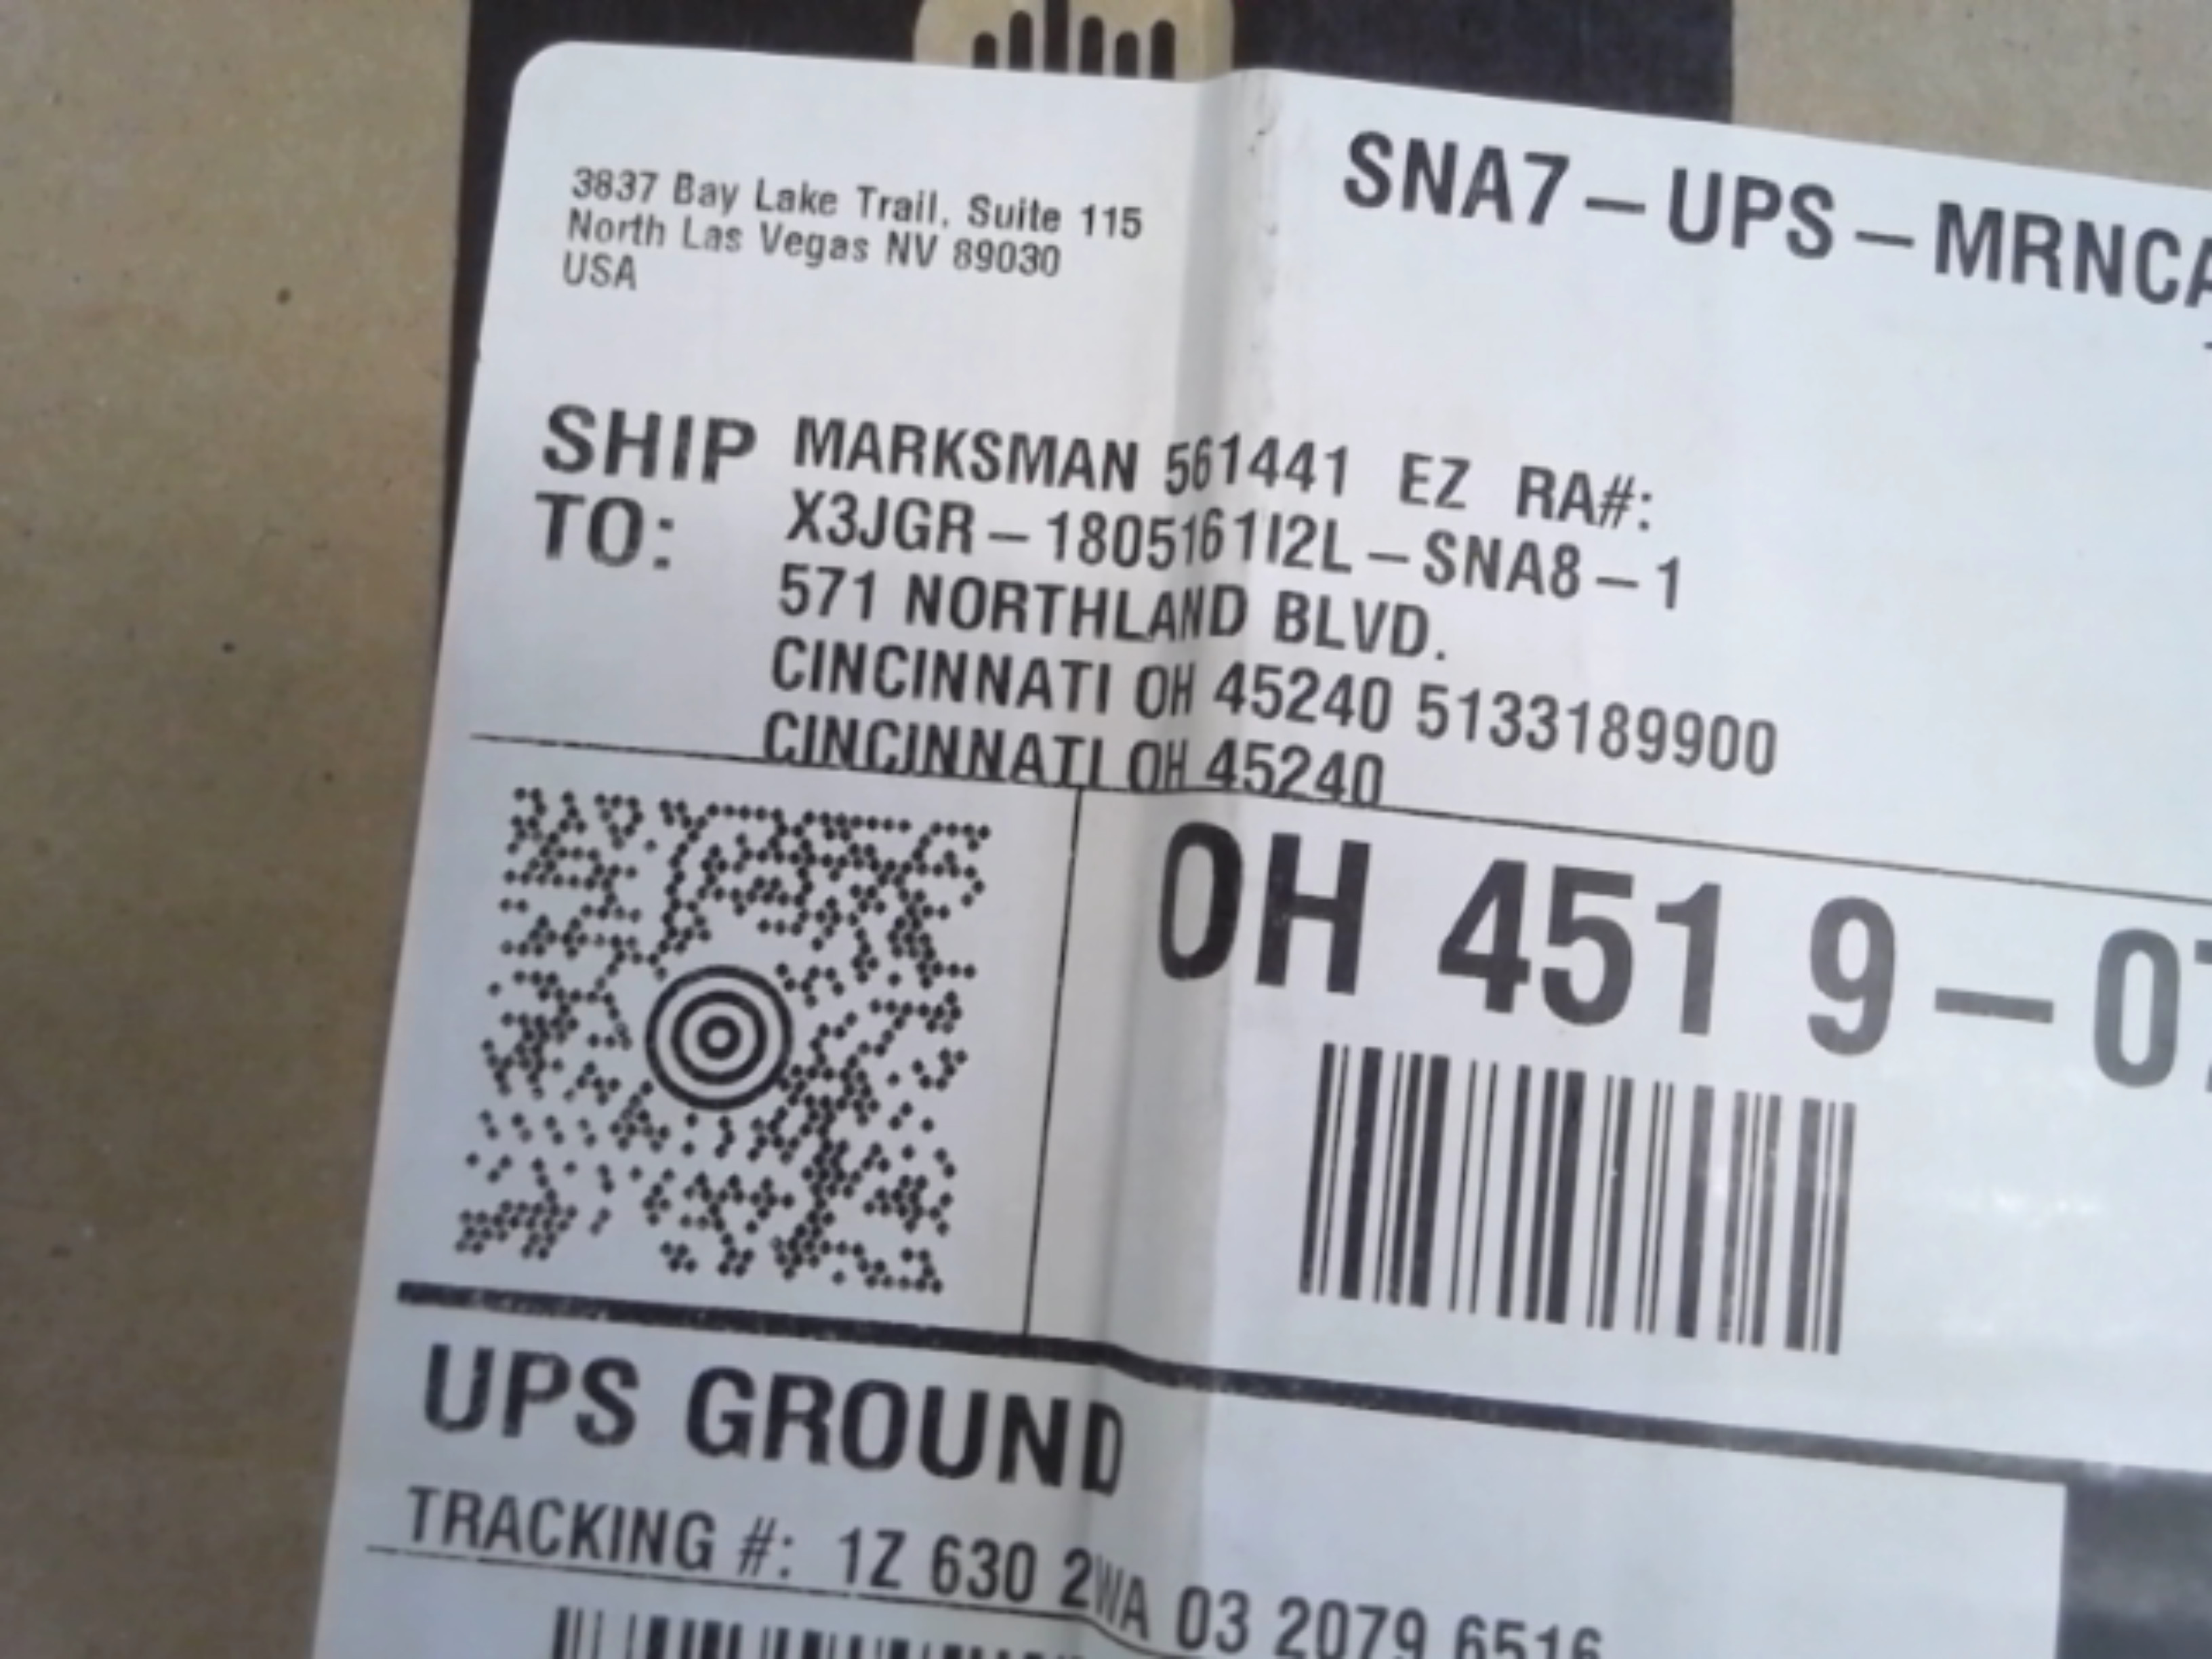 3837 Bay Lake Trail, Suite 115
North Las Vegas NV 89030
USA
SNA7-UPS-MRNCA
SHIP TO:
MARKSMAN 561441 EZ RA#:
X3JGR-1805161I2L-SNA8-1
571 NORTHLAND BLVD.
CINCINNATI OH 45240 5133189900
CINCINNATI OH 45240
OH 451 9-0
UPS GROUND
TRACKING #: 1Z 630 2WA 03 2079 6516